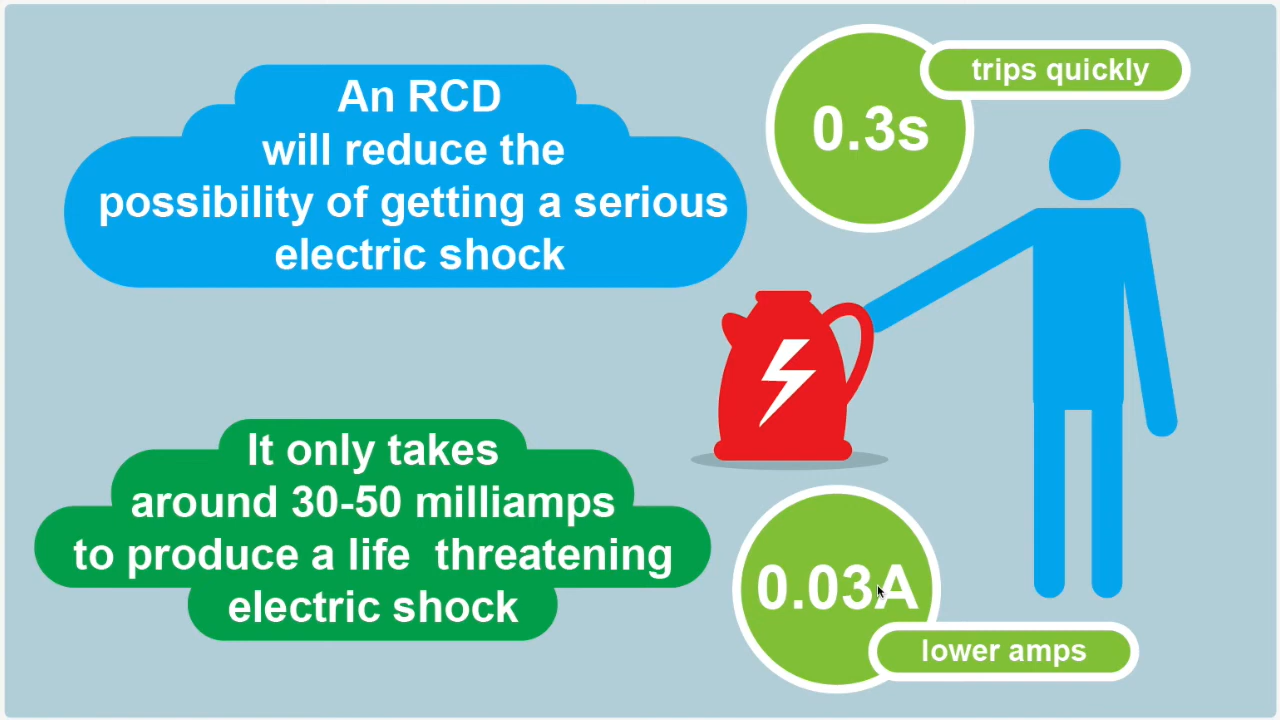 An RCD
will reduce the
possibility of getting a serious
electric shock
0.3s
trips quickly
It only takes
around 30-50 milliamps
to produce a life threatening
electric shock
0.03A
lower amps